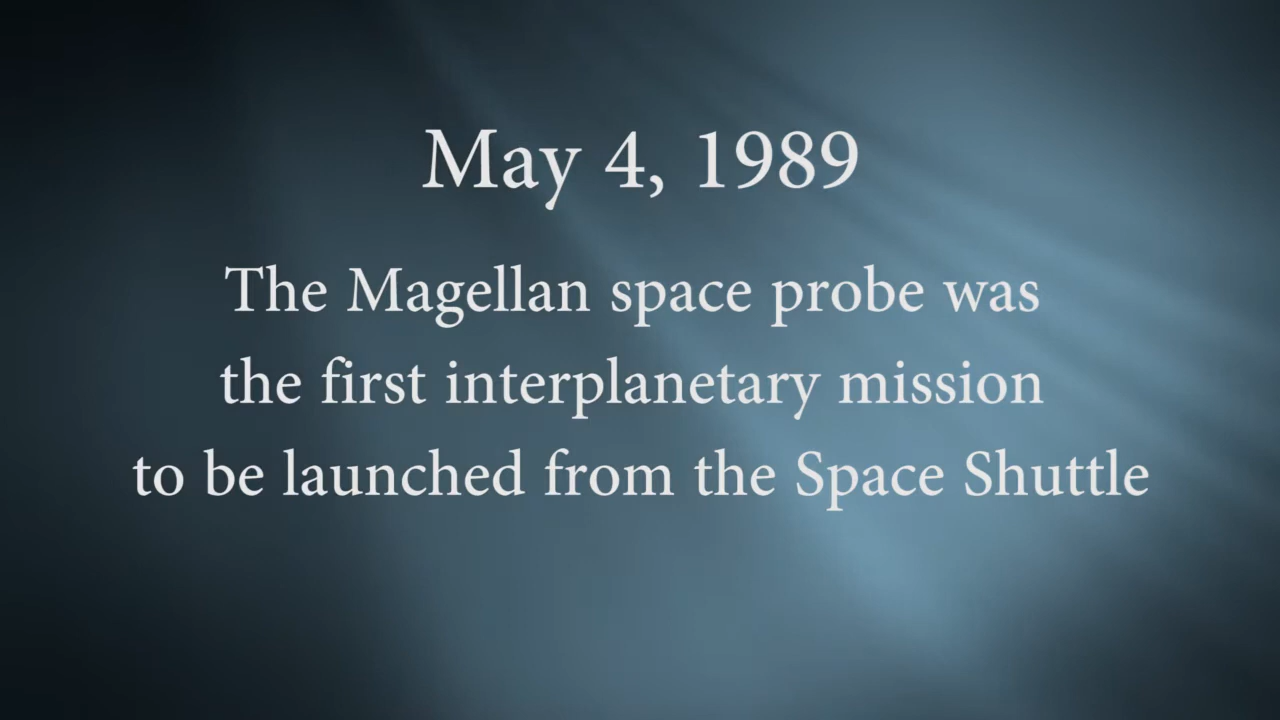 May 4, 1989
The Magellan space probe was
the first interplanetary mission
to be launched from the Space Shuttle